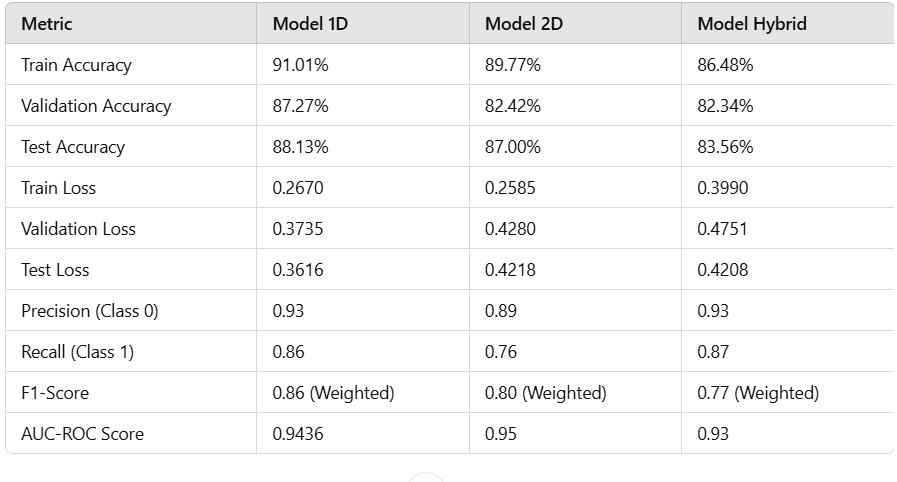 Metric Model 1D Model 2D Model Hybrid
Train Accuracy 91.01% 89.77% 86.48%
Validation Accuracy 87.27% 82.42% 82.34%
Test Accuracy 88.13% 87.00% 83.56%
Train Loss 0.2670 0.2585 0.3990
Validation Loss 0.3735 0.4280 0.4751
Test Loss 0.3616 0.4218 0.4208
Precision (Class 0) 0.93 0.89 0.93
Recall (Class 1) 0.86 0.76 0.87
F1-Score 0.86 (Weighted) 0.80 (Weighted) 0.77 (Weighted)
AUC-ROC Score 0.9436 0.95 0.93